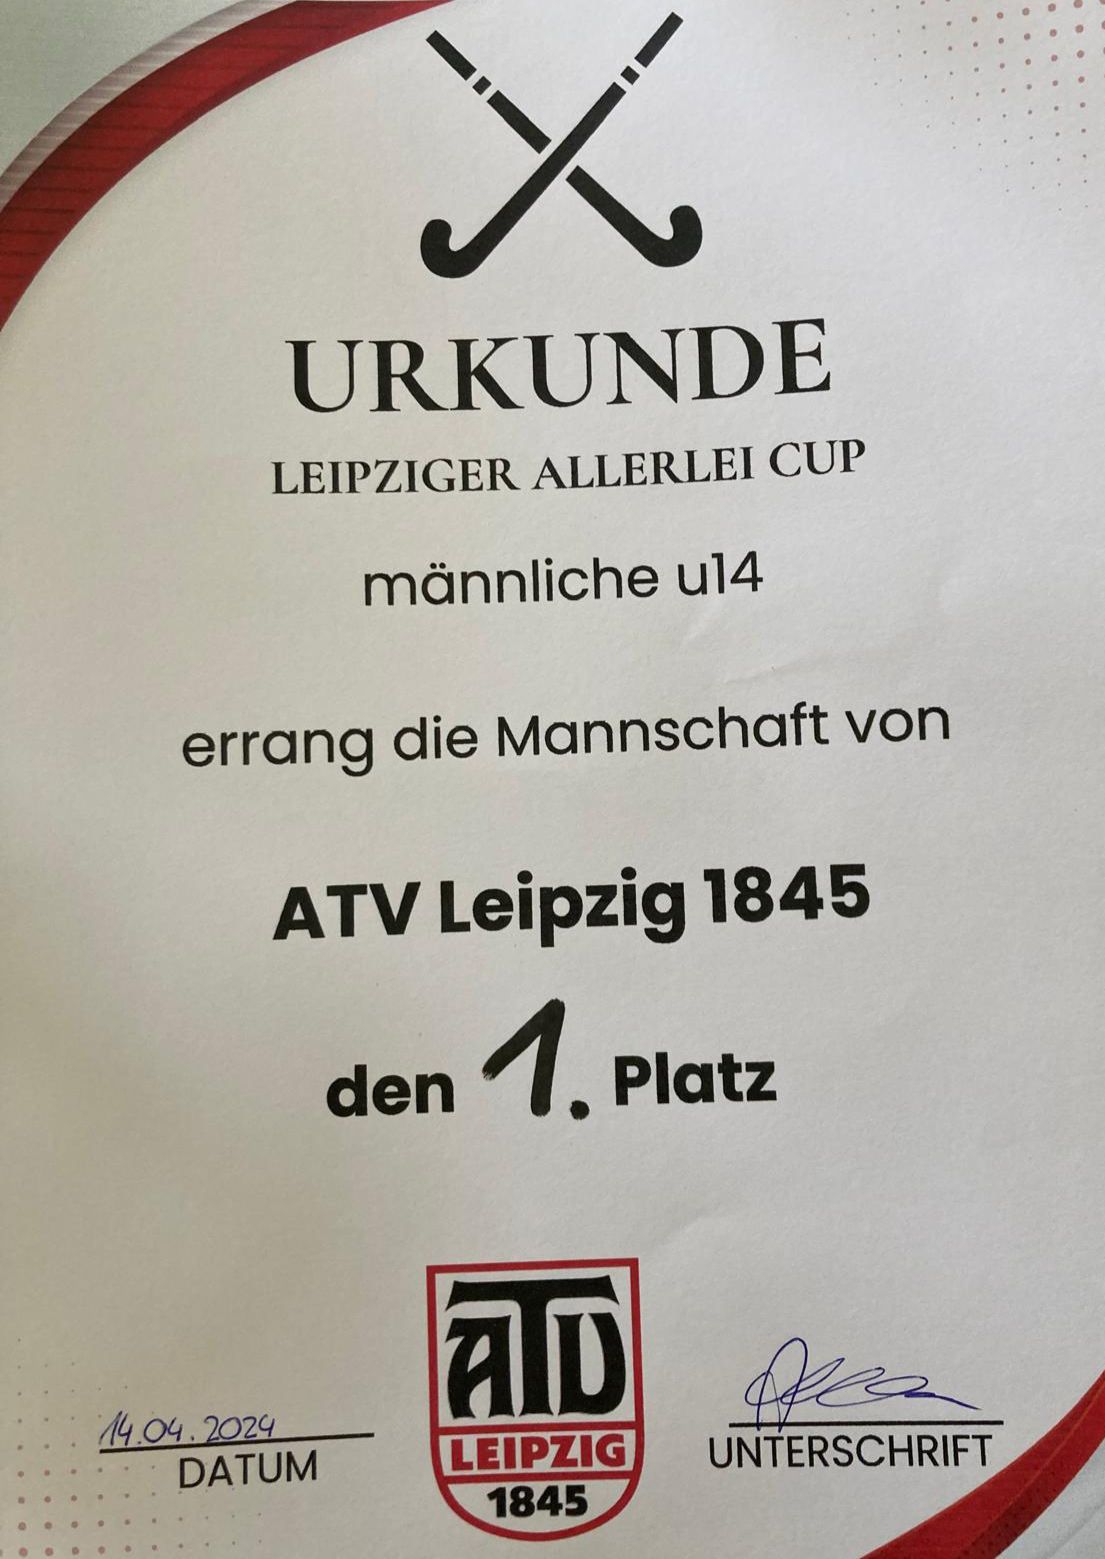 URKUNDE
LEIPZIGER ALLERLEI CUP
männliche u14
errang die Mannschaft von
ATV Leipzig 1845
den 1. Platz
ATV
LEIPZIG
1845
14.04.2024
DATUM
UNTERSCHRIFT